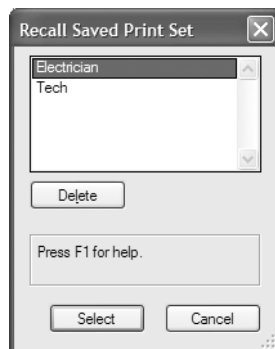 Recall Saved Print Set
Electrician
Tech
Delete
Press F1 for help.
Select
Cancel